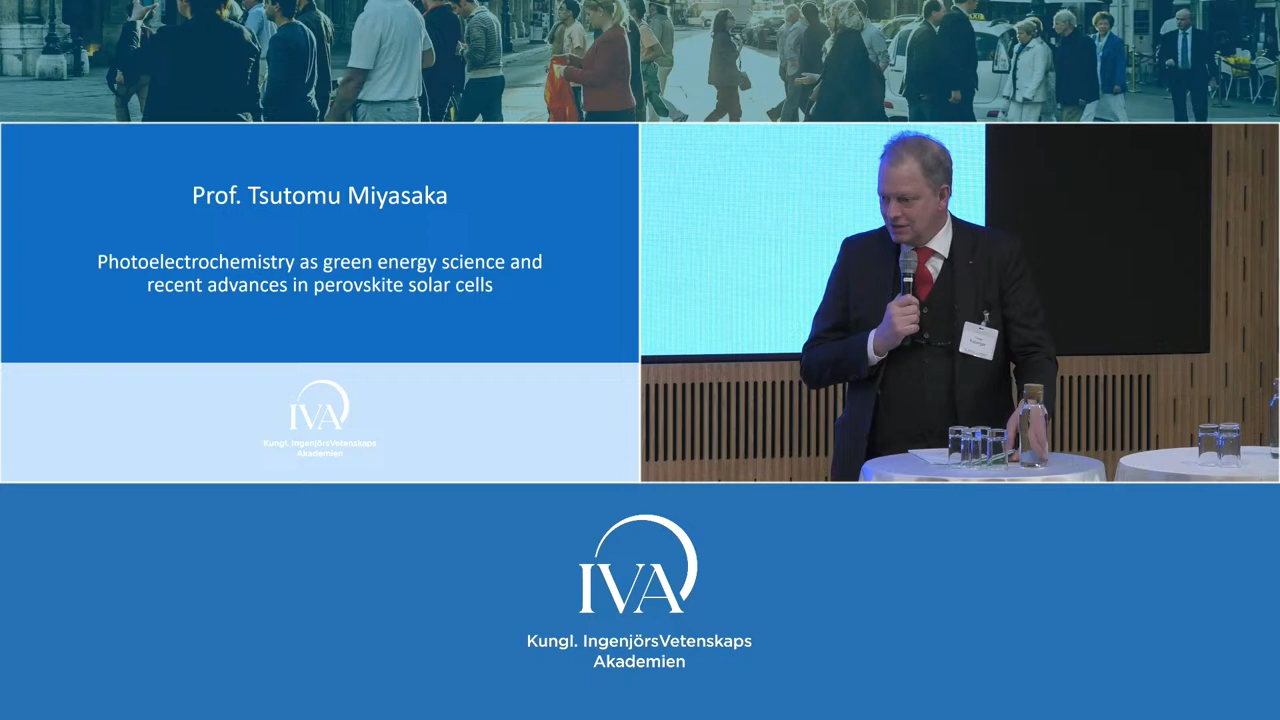 Prof. Tsutomu Miyasaka
Photoelectrochemistry as green energy science and
recent advances in perovskite solar cells
IVA
Kungl. IngenjörsVetenskaps
Akademien
IVA
Kungl. IngenjörsVetenskaps
Akademien